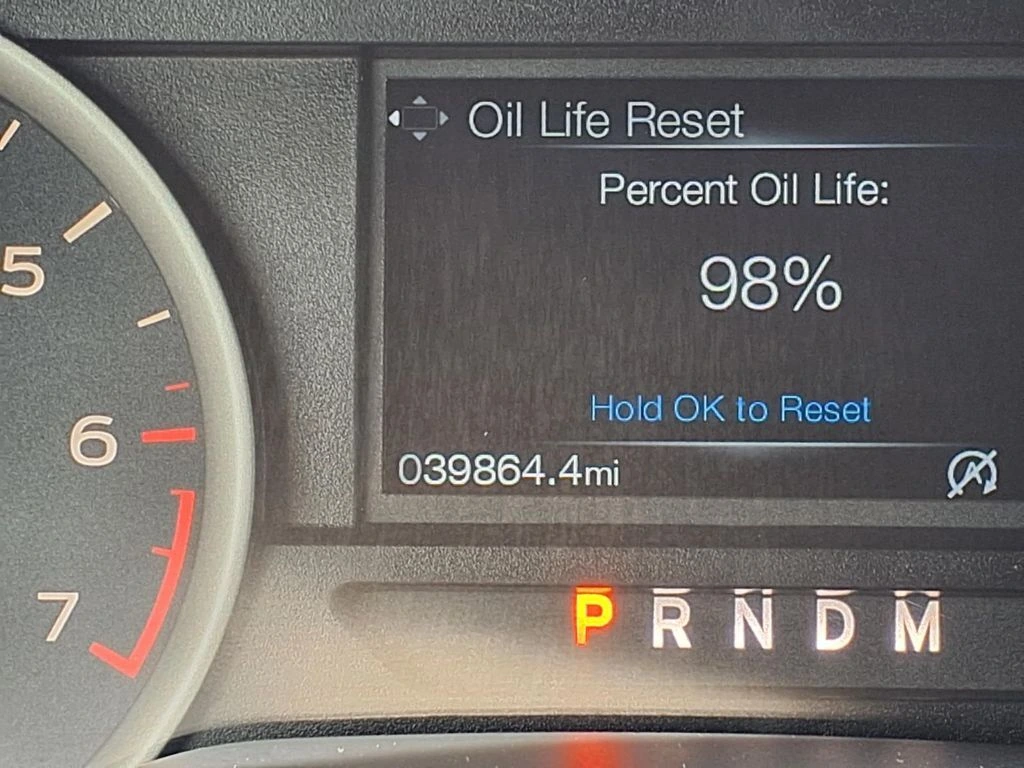 Oil Life Reset
Percent Oil Life:
98%
Hold OK to Reset
039864.4mi
P R N D M
5
6
7